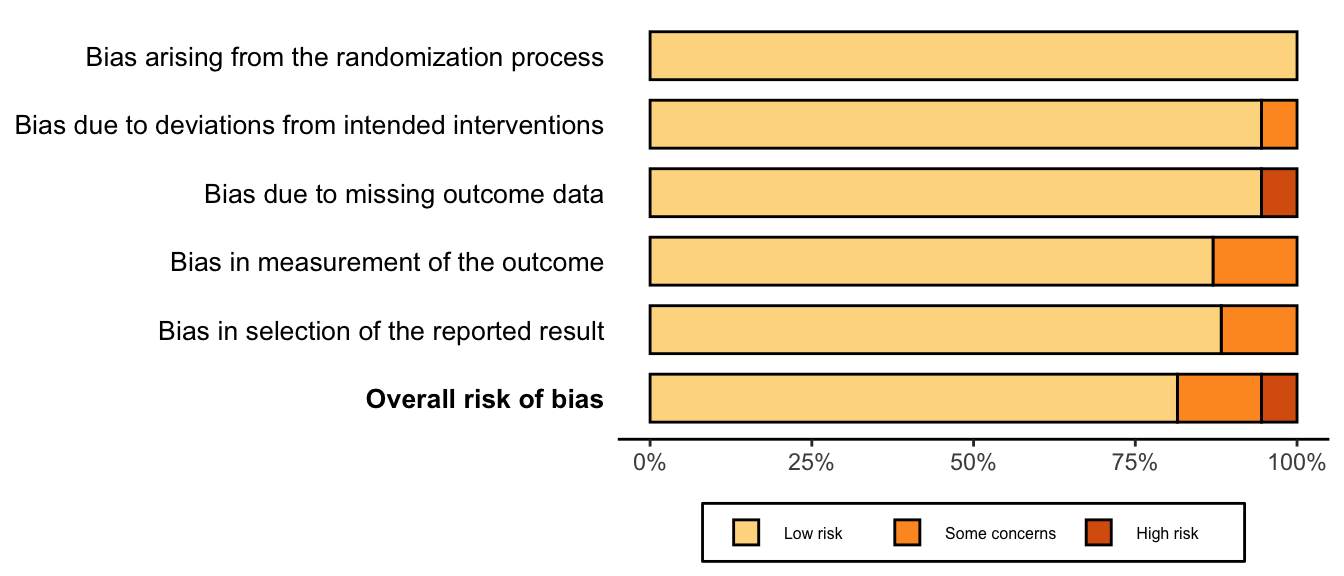 Bias arising from the randomization process
Bias due to deviations from intended interventions
Bias due to missing outcome data
Bias in measurement of the outcome
Bias in selection of the reported result
Overall risk of bias
0% 25% 50% 75% 100%
Low risk Some concerns High risk